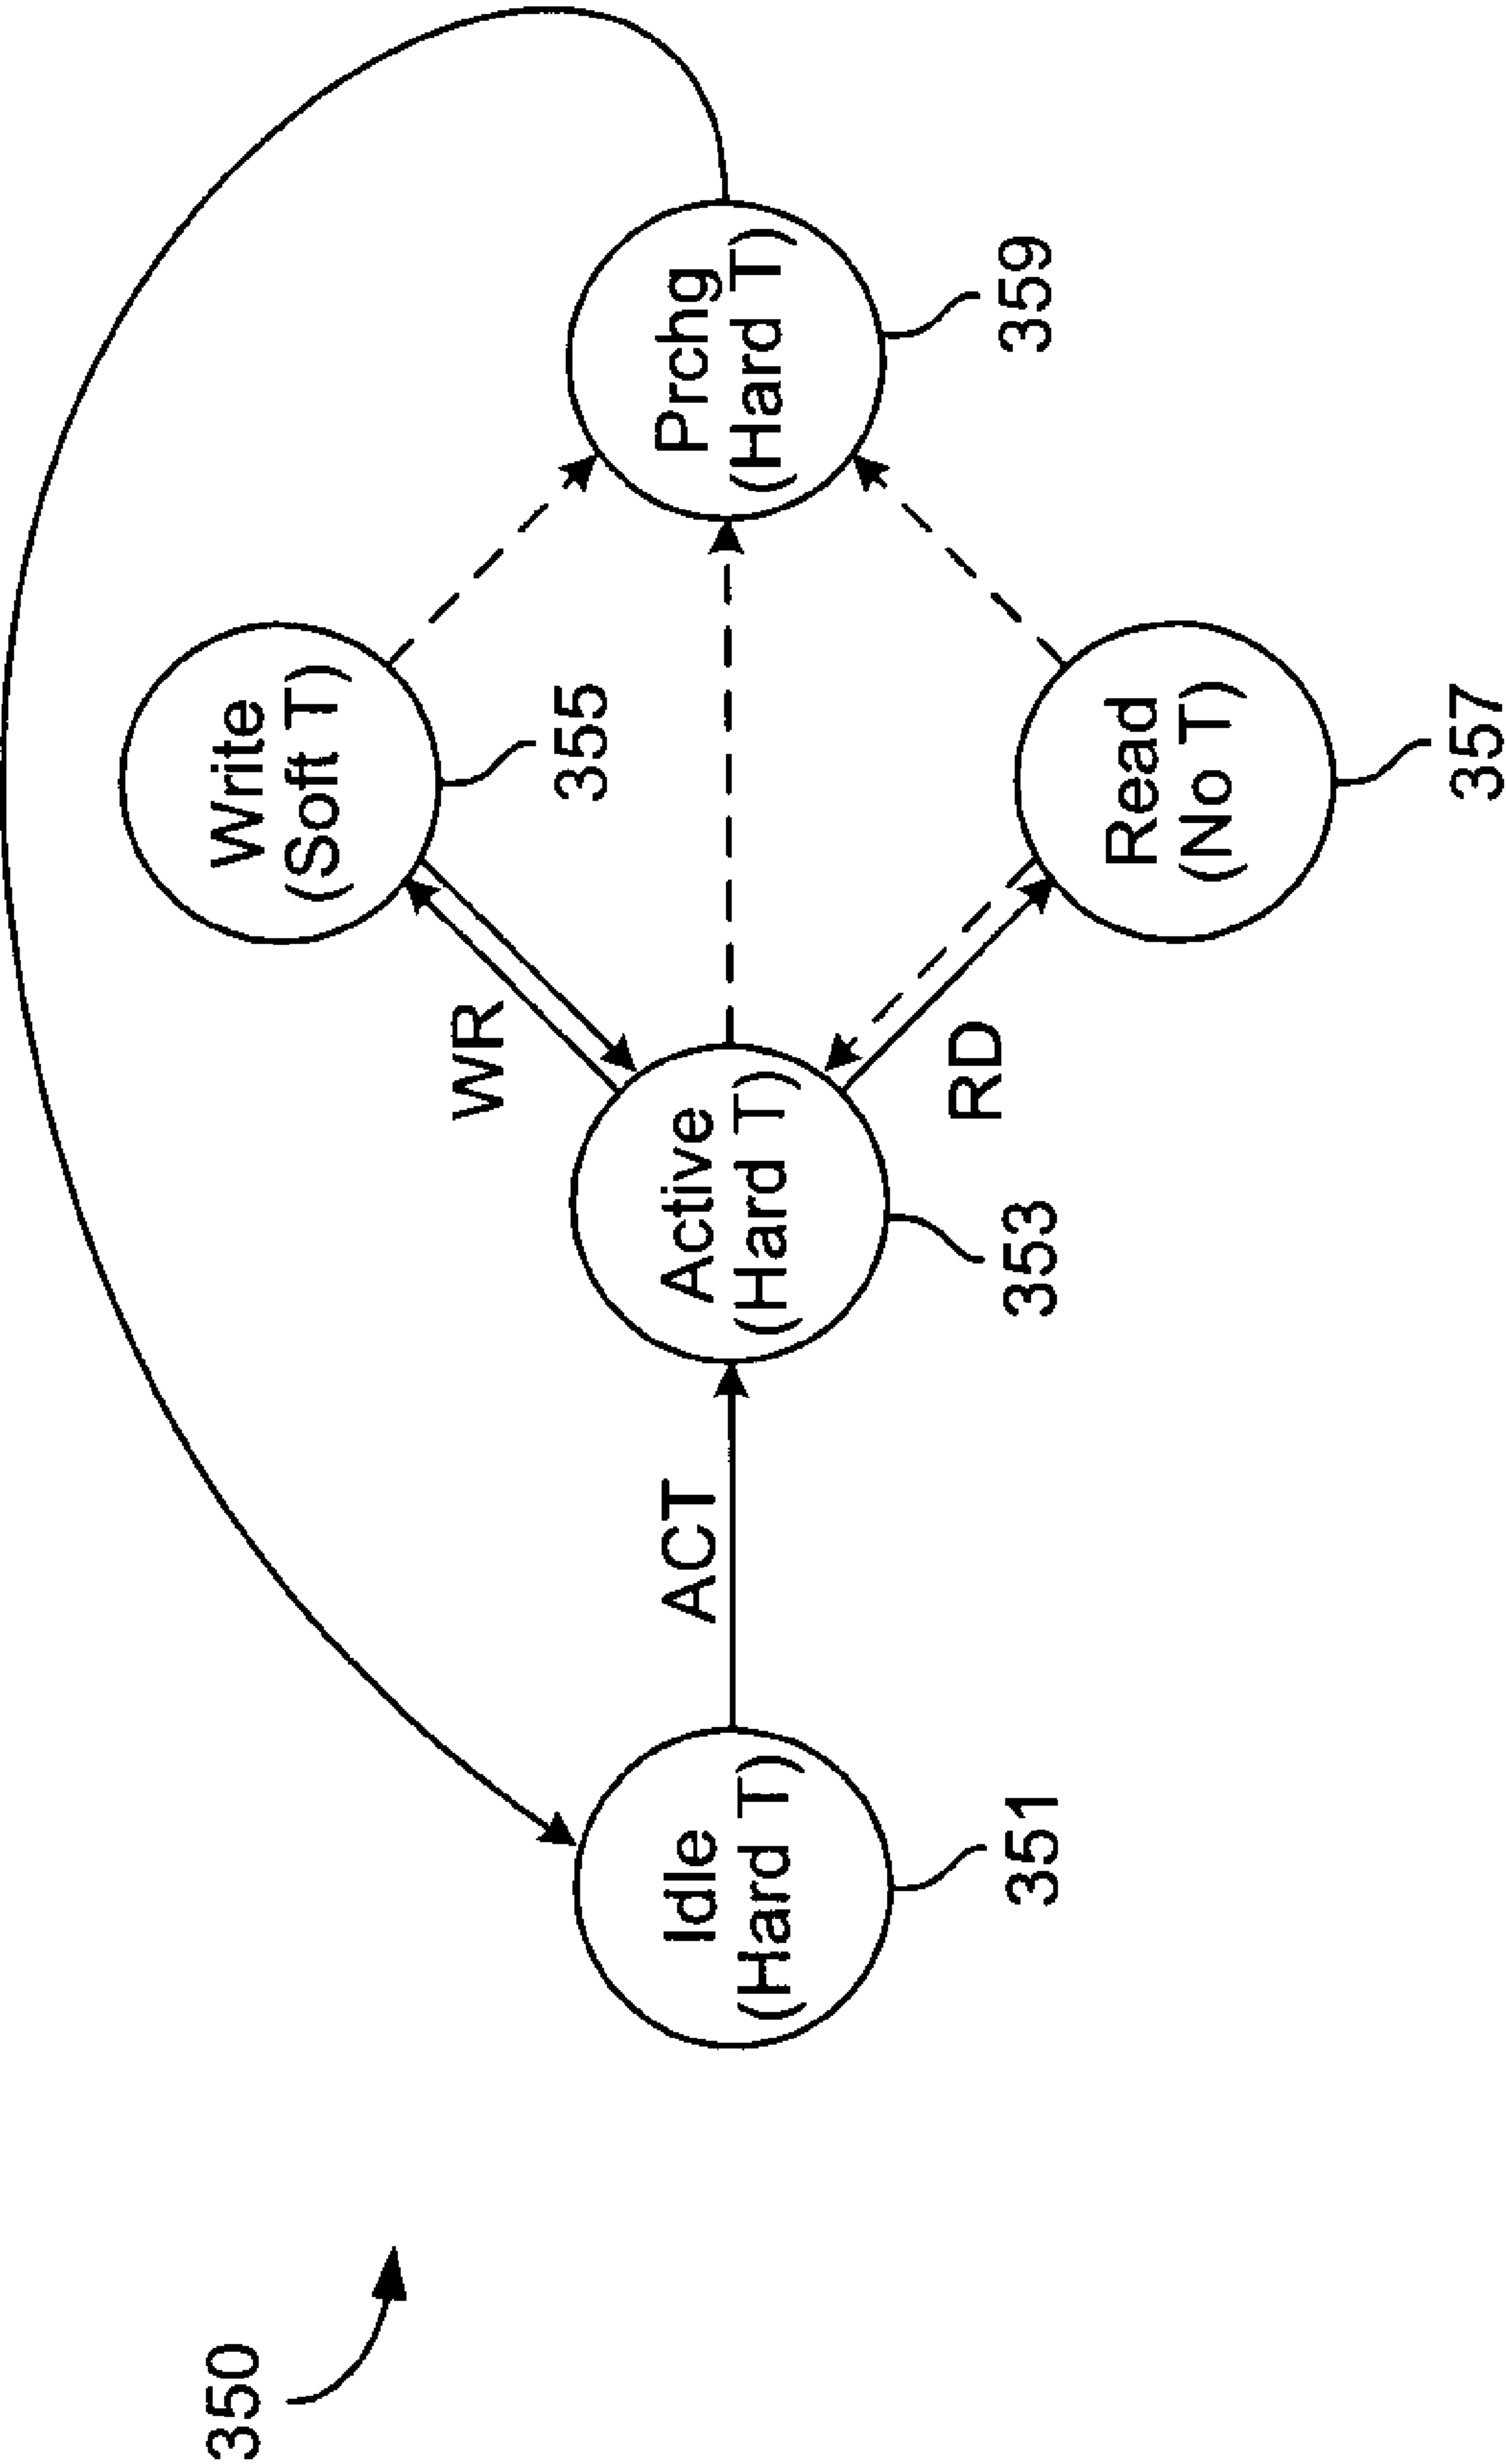 350
Write
(Soft T)
355
WR
Idle
(Hard T)
351
ACT
Active
(Hard T)
353
Prchg
(Hard T)
359
RD
Read
(No T)
357